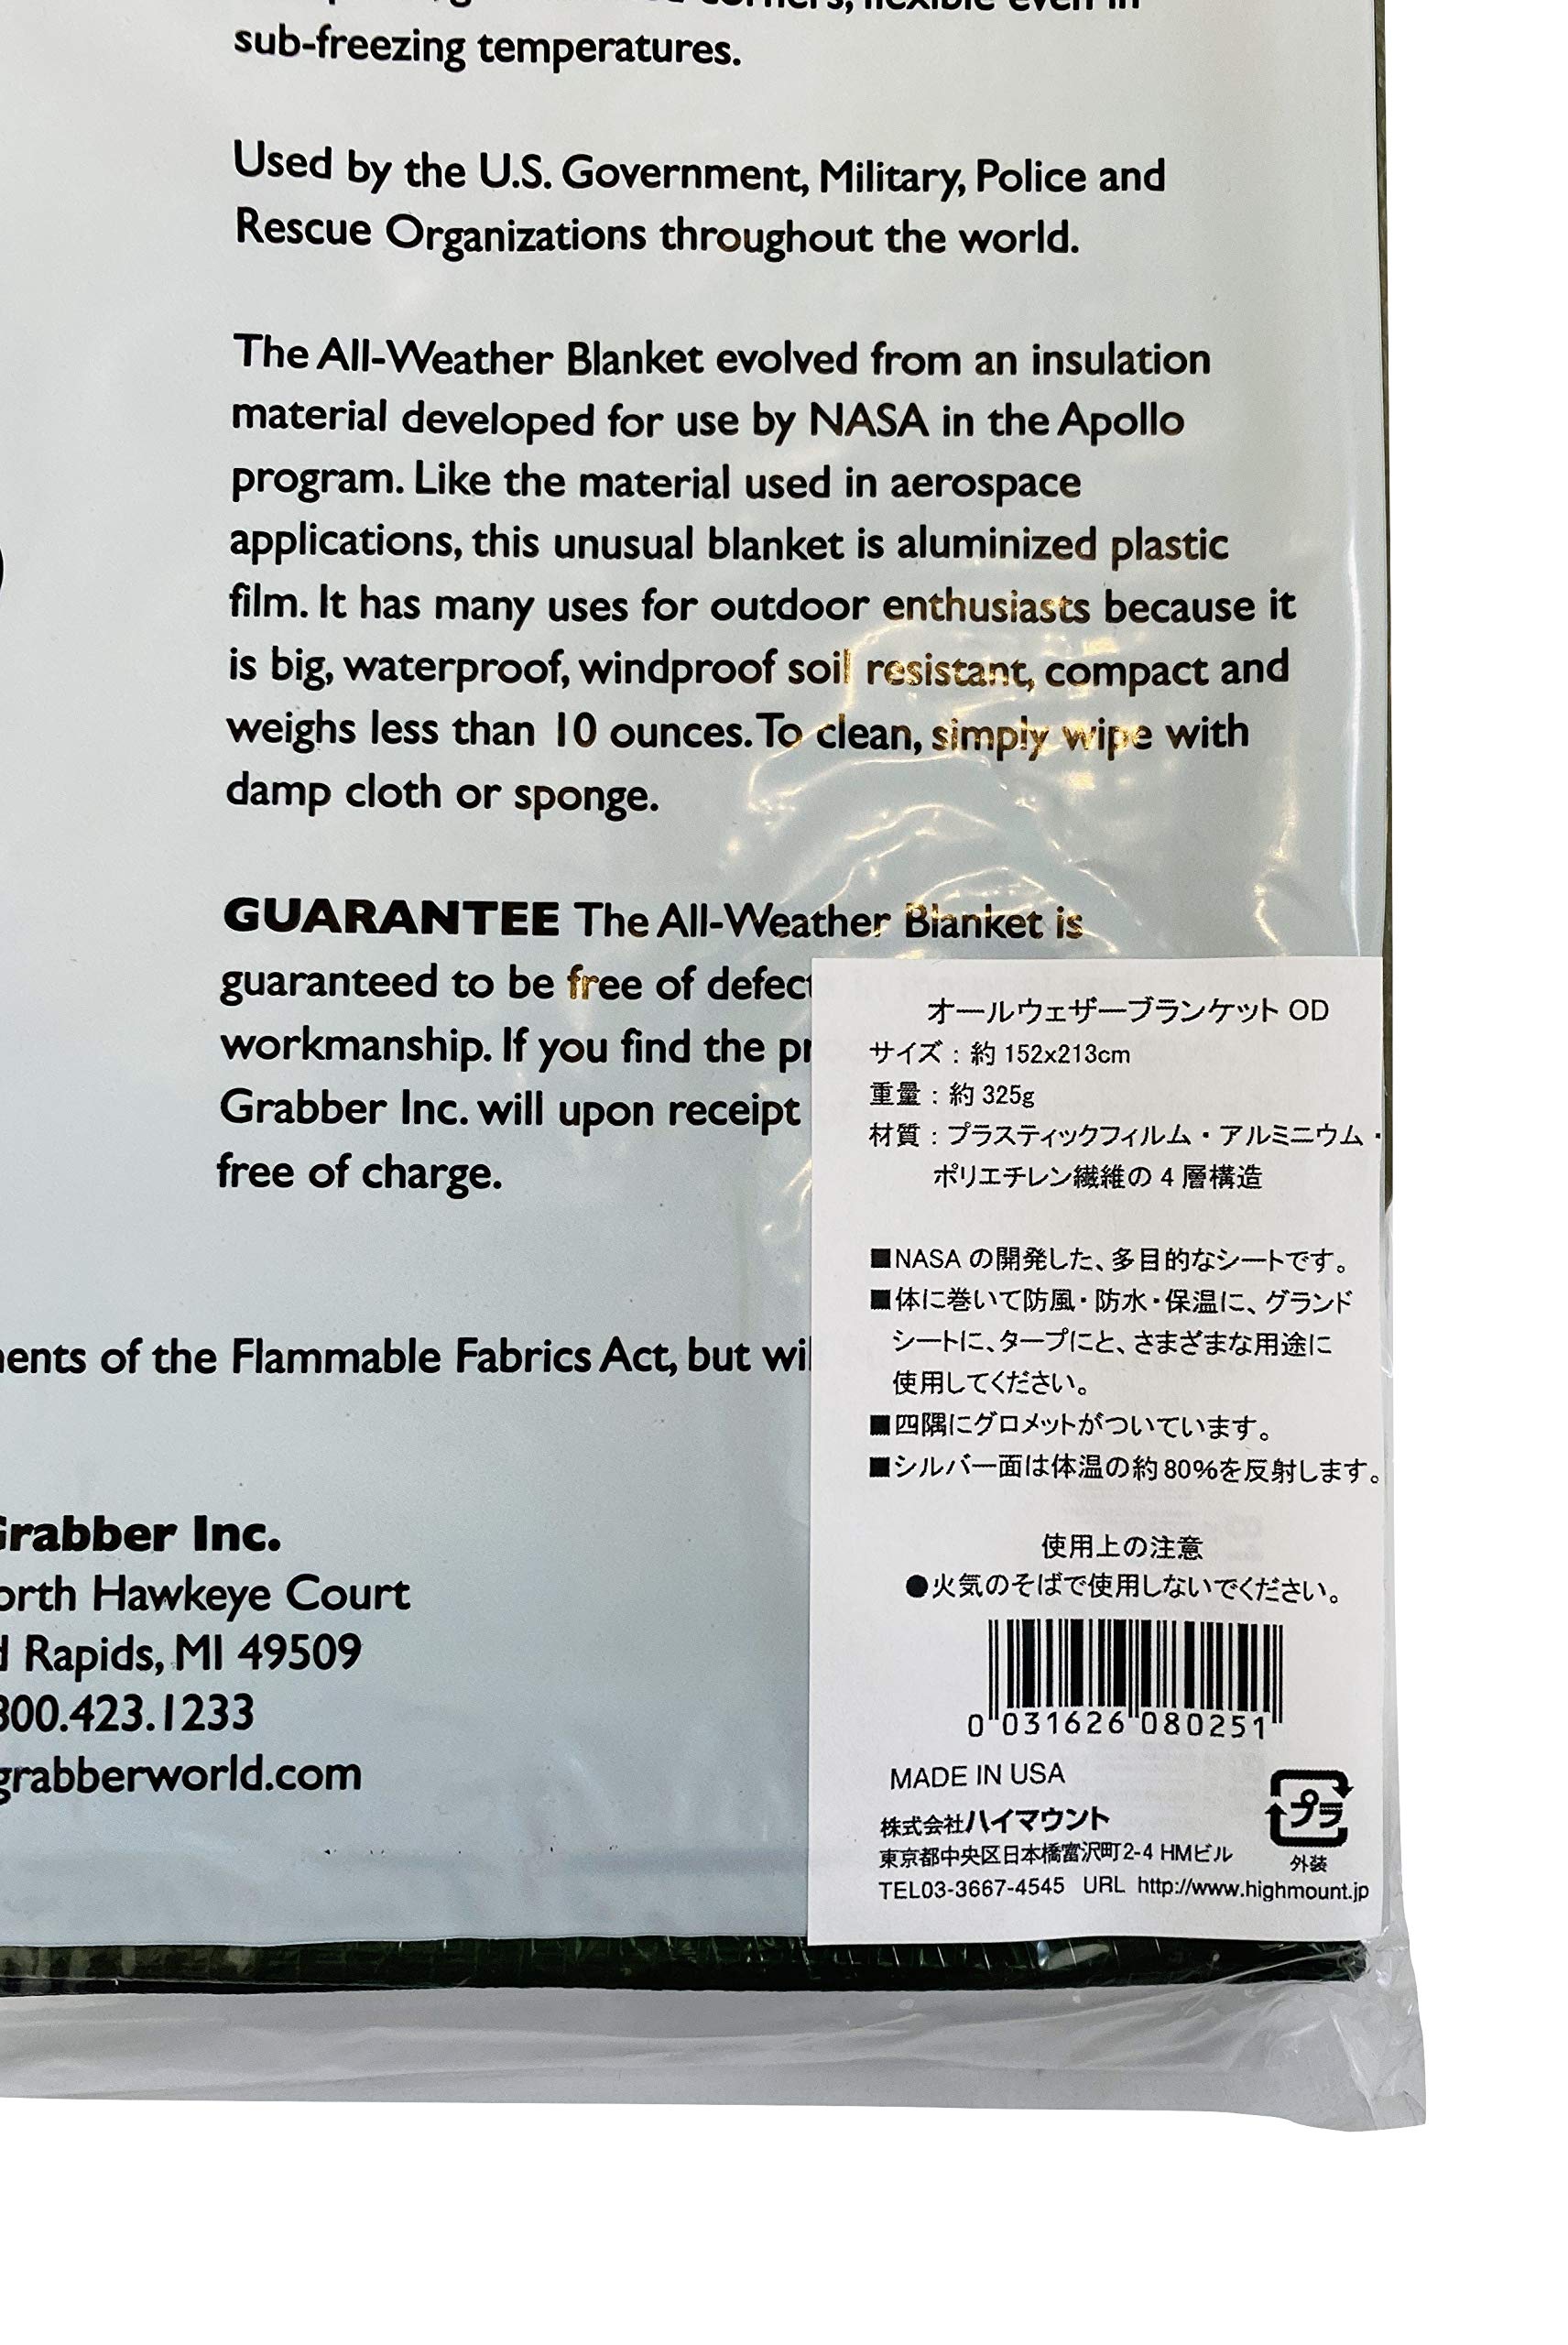 corners, flexible even in
sub-freezing temperatures.
Used by the U.S. Government, Military, Police and
Rescue Organizations throughout the world.
The All-Weather Blanket evolved from an insulation
material developed for use by NASA in the Apollo
program. Like the material used in aerospace
applications, this unusual blanket is aluminized plastic
film. It has many uses for outdoor enthusiasts because it
is big, waterproof, windproof soil resistant, compact and
weighs less than 10 ounces. To clean, simply wipe with
damp cloth or sponge.
GUARANTEE The All-Weather Blanket is
guaranteed to be free of defect
workmanship. If you find the pr
Grabber Inc. will upon receipt
free of charge.
ents of the Flammable Fabrics Act, but wil
Grabber Inc.
orth Hawkeye Court
d Rapids, MI 49509
800.423.1233
grabberworld.com
オールウェザーブランケット OD
サイズ：約 152x213cm
重量：約 325g
材質：プラスティックフィルム・アルミニウム・
ポリエチレン繊維の 4 層構造
■NASA の開発した、多目的なシートです。
■体に巻いて防風・防水・保温に、グランド
シートに、タープにと、さまざまな用途に
使用してください。
■四隅にグロメットがついています。
■シルバー面は体温の約 80%を反射します。
使用上の注意
●火気のそばで使用しないでください。
0 031626 080251
MADE IN USA
株式会社ハイマウント
東京都中央区日本橋富沢町2-4 HMビル
TEL03-3667-4545 URL http://www.highmount.jp
プラ
外装